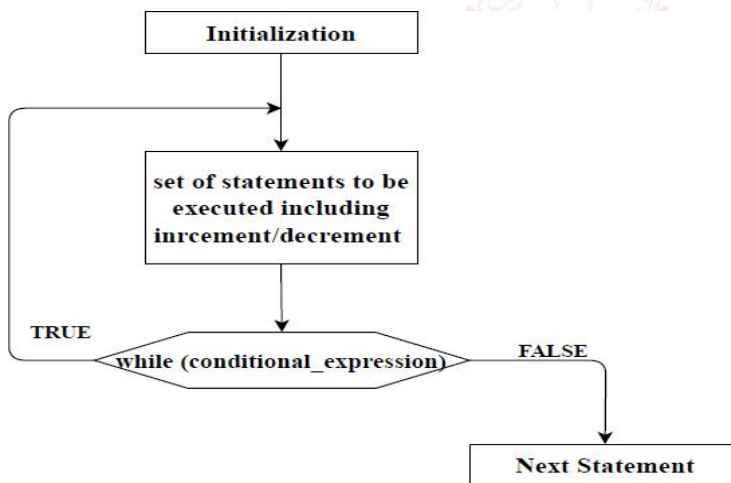 Initialization
set of statements to be
executed including
inrcement/decrement
TRUE
while (conditional_expression)
FALSE
Next Statement